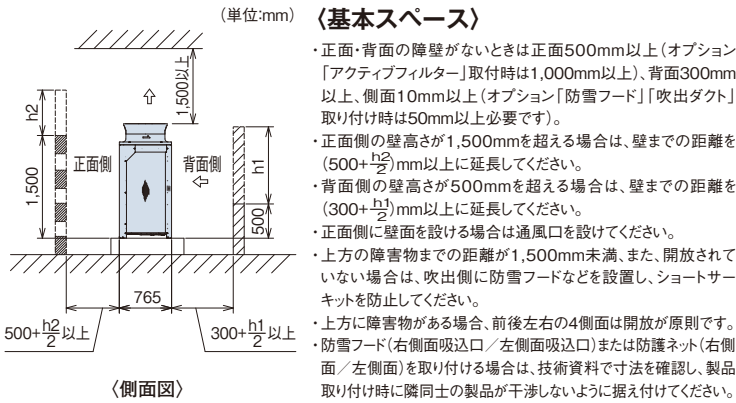 (単位:mm)
1,500以上
h2
1,500
正面側
背面側
h1
500
765
500+h2/2以上
300+h1/2以上
〈側面図〉
〈基本スペース〉
・正面・背面の障壁がないときは正面500mm以上(オプション
「アクティブフィルター」取付時は1,000mm以上)、背面300mm
以上、側面10mm以上(オプション「防雪フード」「吹出ダクト」
取り付け時は50mm以上必要です)。
・正面側の壁高さが1,500mmを超える場合は、壁までの距離を
(500+h2/2)mm以上に延長してください。
・背面側の壁高さが500mmを超える場合は、壁までの距離を
(300+h1/2)mm以上に延長してください。
・正面側に壁面を設ける場合は通風口を設けてください。
・上方の障害物までの距離が1,500mm未満、また、開放されて
いない場合は、吹出側に防雪フードなどを設置し、ショートサー
キットを防止してください。
・上方に障害物がある場合、前後左右の4側面は開放が原則です。
・防雪フード(右側面吸込口/左側面吸込口)または防護ネット(右側
面/左側面)を取り付ける場合は、技術資料で寸法を確認し、製品
取り付け時に隣同士の製品が干渉しないように据え付けてください。